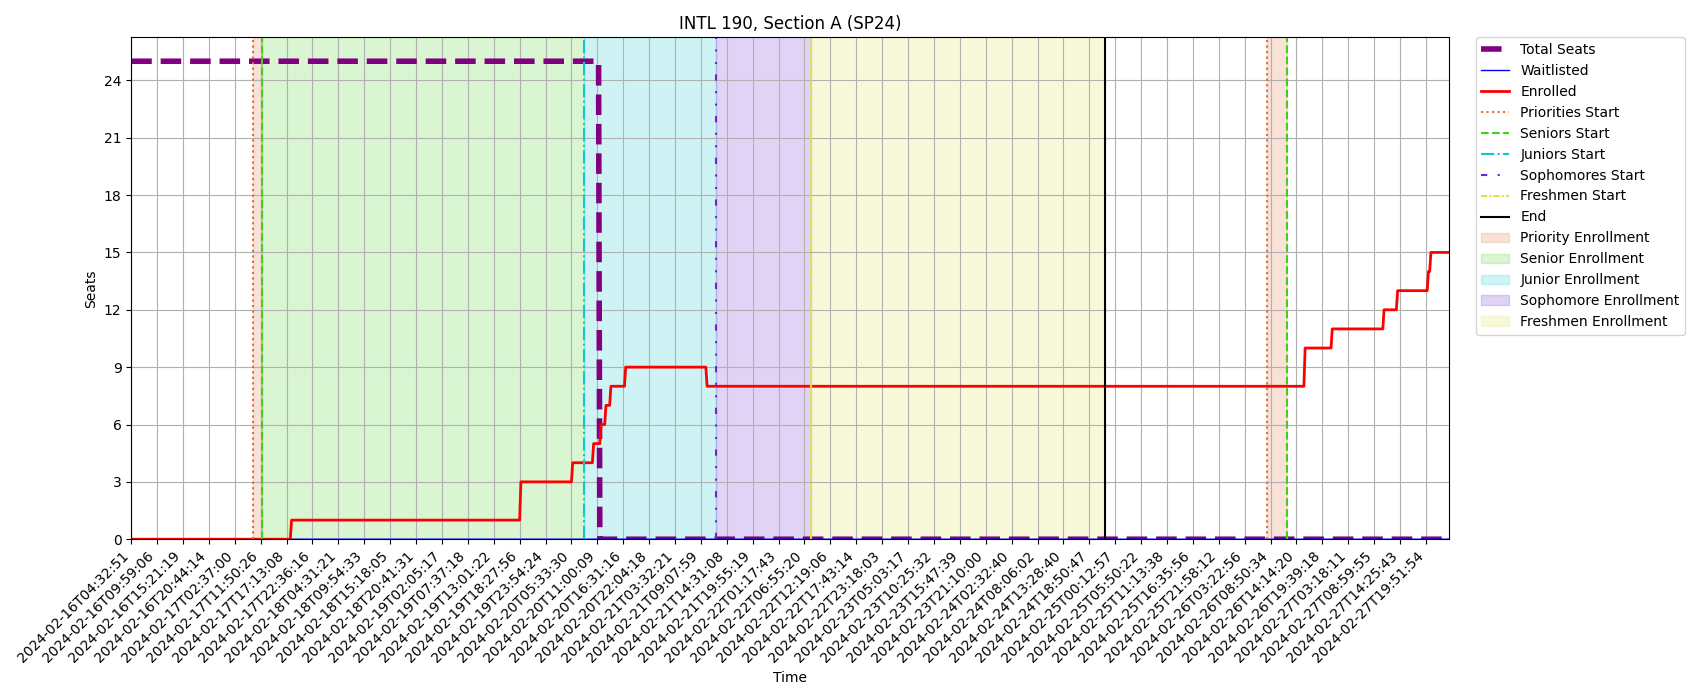 INTL 190, Section A (SP24)
Seats
24
21
18
15
12
9
6
3
0
2024-02-16T04:32:51
2024-02-16T09:59:06
2024-02-16T15:21:19
2024-02-16T20:44:14
2024-02-17T02:37:00
2024-02-17T11:50:26
2024-02-17T17:13:08
2024-02-17T22:36:16
2024-02-18T04:31:21
2024-02-18T09:54:33
2024-02-18T15:18:05
2024-02-18T20:41:31
2024-02-19T02:05:17
2024-02-19T07:37:18
2024-02-19T13:01:22
2024-02-19T18:27:56
2024-02-19T23:54:24
2024-02-20T05:33:30
2024-02-20T11:00:09
2024-02-20T16:31:16
2024-02-20T22:04:18
2024-02-21T03:32:21
2024-02-21T09:07:59
2024-02-21T14:31:08
2024-02-21T19:55:19
2024-02-22T01:17:43
2024-02-22T06:55:20
2024-02-22T12:19:06
2024-02-22T17:43:14
2024-02-22T23:18:03
2024-02-23T05:03:17
2024-02-23T10:25:32
2024-02-23T15:47:39
2024-02-23T21:10:00
2024-02-24T02:32:40
2024-02-24T08:06:02
2024-02-24T13:28:40
2024-02-24T18:50:47
2024-02-25T00:12:57
2024-02-25T05:50:22
2024-02-25T11:13:38
2024-02-25T16:35:56
2024-02-25T21:58:12
2024-02-26T03:22:56
2024-02-26T08:50:34
2024-02-26T14:14:20
2024-02-26T19:39:18
2024-02-27T03:18:11
2024-02-27T08:59:55
2024-02-27T14:25:43
2024-02-27T19:51:54
Time
Total Seats
Waitlisted
Enrolled
Priorities Start
Seniors Start
Juniors Start
Sophomores Start
Freshmen Start
End
Priority Enrollment
Senior Enrollment
Junior Enrollment
Sophomore Enrollment
Freshmen Enrollment